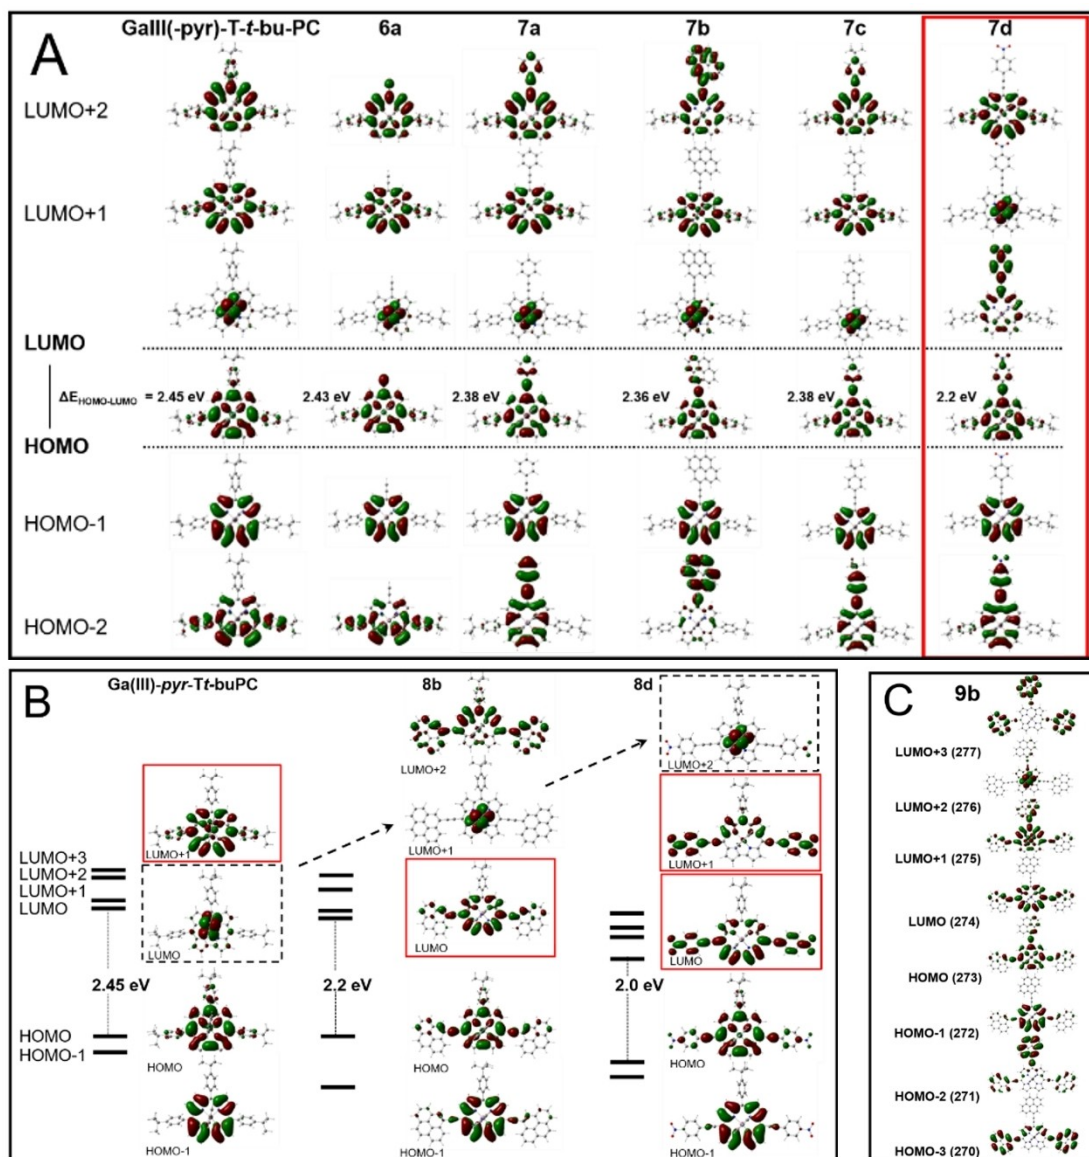 GaIII(-pyr)-T-t-bu-PC 6a 7a 7b 7c 7d
A
LUMO+2
LUMO+1
LUMO
ΔE HOMO-LUMO = 2.45 eV 2.43 eV 2.38 eV 2.36 eV 2.38 eV 2.2 eV
HOMO
HOMO-1
HOMO-2
B
Ga(III)-pyr-Tt-buPC 8b 8d
LUMO+2
LUMO+2
LUMO+1
LUMO+1
LUMO+1
LUMO+3
LUMO+2
LUMO+1
LUMO
LUMO
LUMO
LUMO
2.45 eV 2.2 eV 2.0 eV
HOMO
HOMO-1
HOMO
HOMO
HOMO
HOMO-1
HOMO-1
HOMO-1
C
9b
LUMO+3 (277)
LUMO+2 (276)
LUMO+1 (275)
LUMO (274)
HOMO (273)
HOMO-1 (272)
HOMO-2 (271)
HOMO-3 (270)